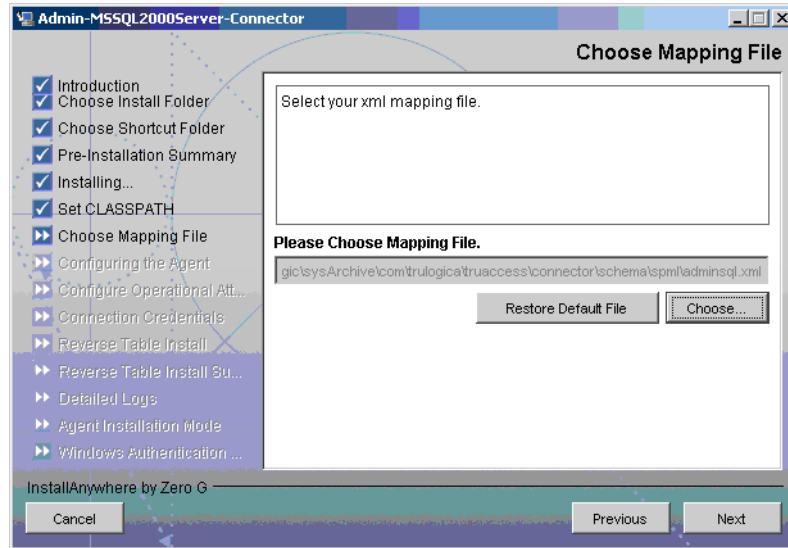 Admin-MSSQL2000Server-Connector
Choose Mapping File
Introduction
Choose Install Folder
Choose Shortcut Folder
Pre-Installation Summary
Installing...
Set CLASSPATH
Choose Mapping File
Configuring the Agent
Configure Operational Att...
Connection Credentials
Reverse Table Install
Reverse Table Install Su...
Detailed Logs
Agent Installation Mode
Windows Authentication ...
Select your xml mapping file.
Please Choose Mapping File.
gic\sysArchive\com\trulogica\truaccess\connector\schema\spml\adminsql.xml
Restore Default File
Choose...
InstallAnywhere by Zero G
Cancel
Previous
Next